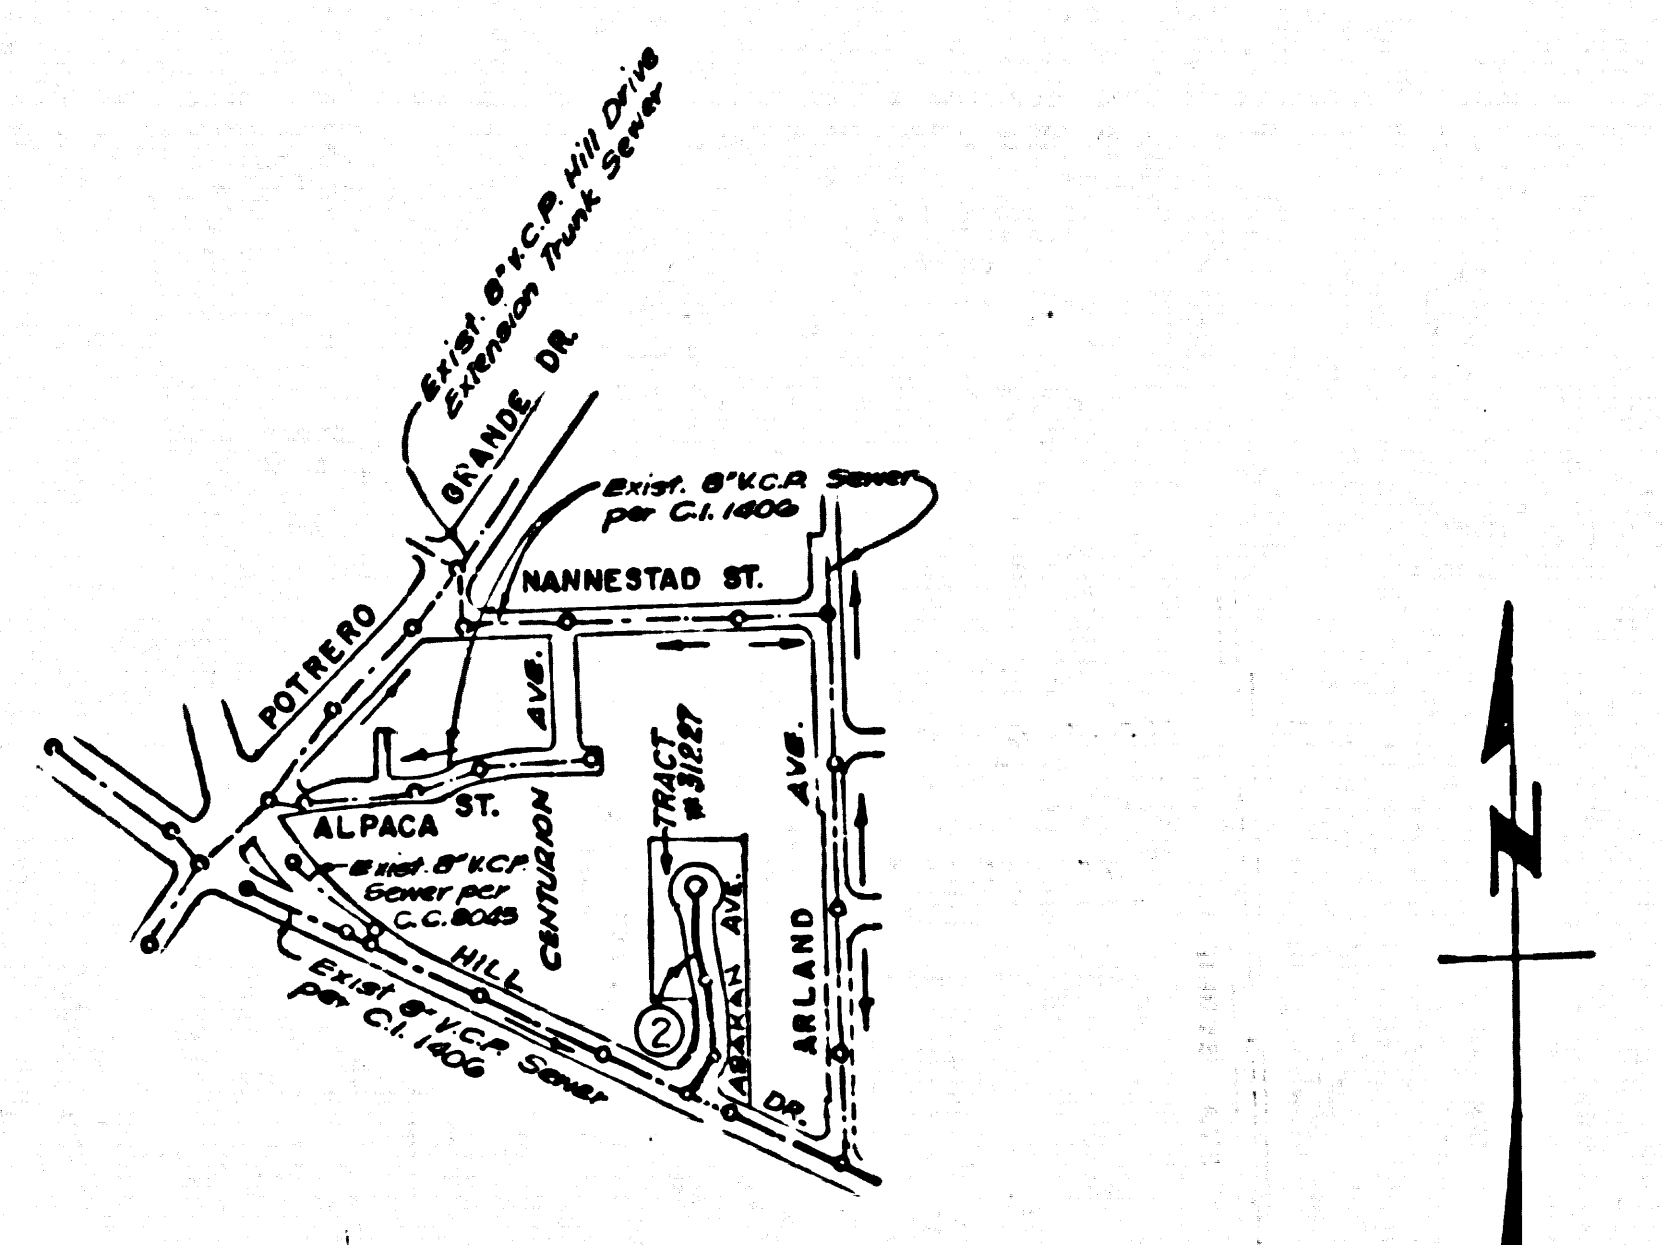 Exist. 8" V.C.P. Hill Drive
Extension Trunk Sewer
GRANDE DR.
Exist. 8" V.C.P. Sewer
per C.I. 1406
NANNESTAD ST.
POTRERO
AVE.
TRACT
#31227
AVE.
ALPACA ST.
CENTURION
Exist. 8" V.C.P.
Sewer per
C.C. 8045
AVE.
ARLAND
HILL
Exist 8" V.C.P. Sewer
per C.I. 1406
ABAKAN
2
DR.
N